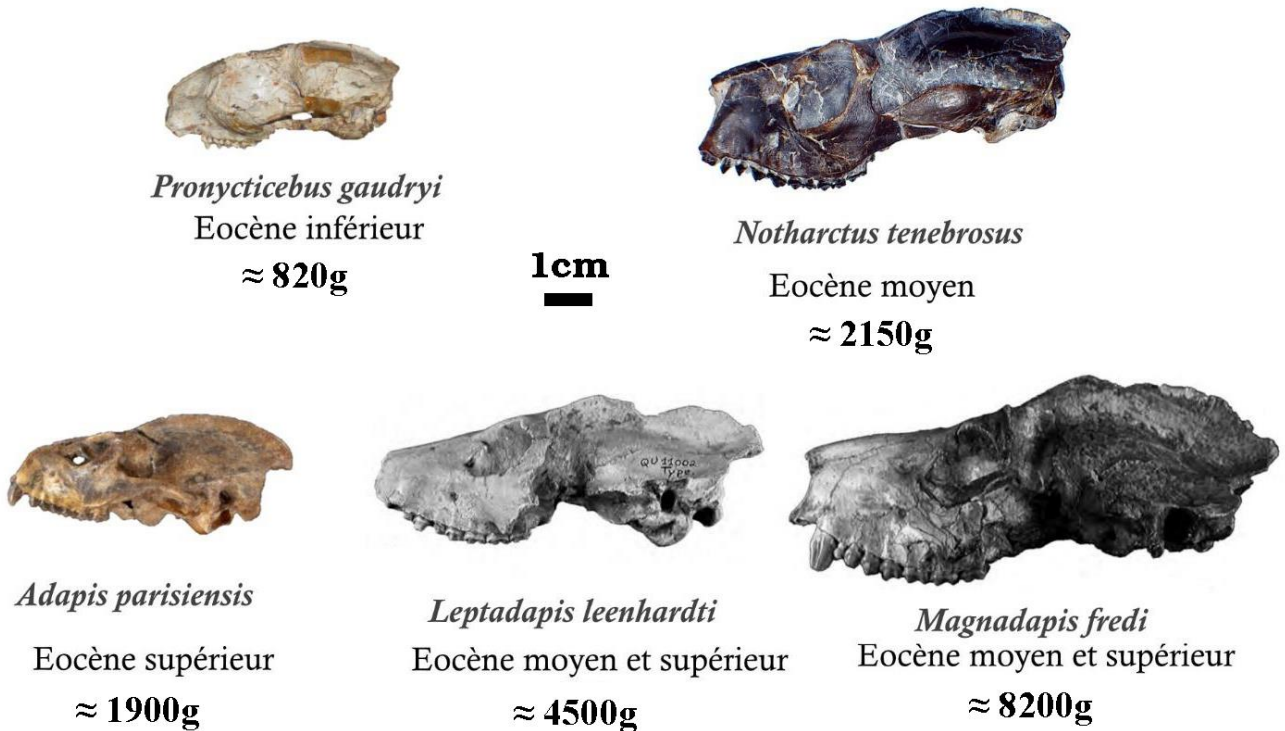 Pronycticebus gaudryi
Eocène inférieur
≈ 820g
1cm
Notharctus tenebrosus
Eocène moyen
≈ 2150g
QU 11002
Type.
Adapis parisiensis
Eocène supérieur
≈ 1900g
Leptadapis leenhardti
Eocène moyen et supérieur
≈ 4500g
Magnadapis fredi
Eocène moyen et supérieur
≈ 8200g